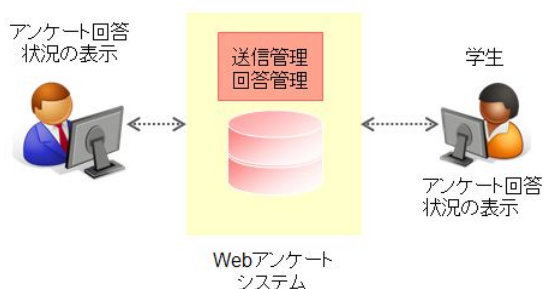 アンケート回答
状況の表示
送信管理
回答管理
学生
アンケート回答
状況の表示
Webアンケート
システム